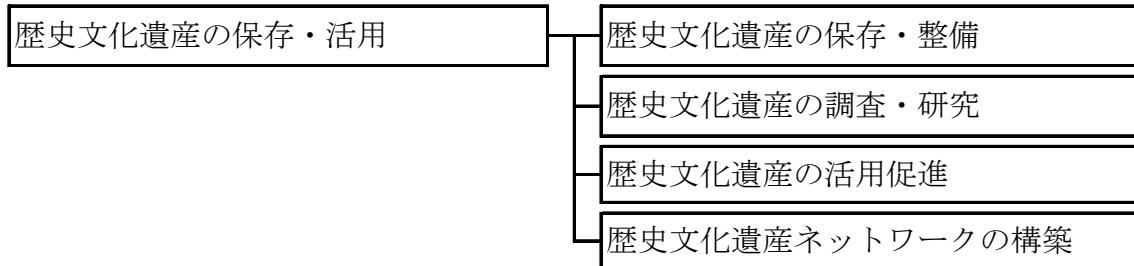 歴史文化遺産の保存・活用
歴史文化遺産の保存・整備
歴史文化遺産の調査・研究
歴史文化遺産の活用促進
歴史文化遺産ネットワークの構築